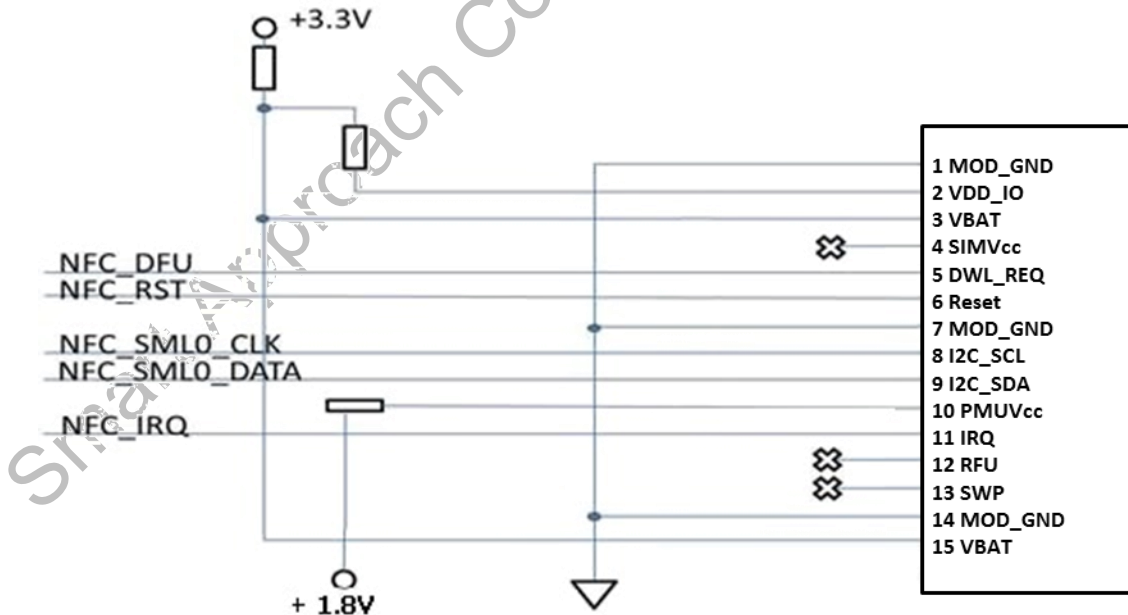 +3.3V
1 MOD_GND
2 VDD_IO
3 VBAT
4 SIMVcc
NFC_DFU
5 DWL_REQ
NFC_RST
6 Reset
7 MOD_GND
NFC_SML0_CLK
8 I2C_SCL
NFC_SML0_DATA
9 I2C_SDA
10 PMUVcc
NFC_IRQ
11 IRQ
12 RFU
13 SWP
14 MOD_GND
15 VBAT
+ 1.8V
Smart Approach